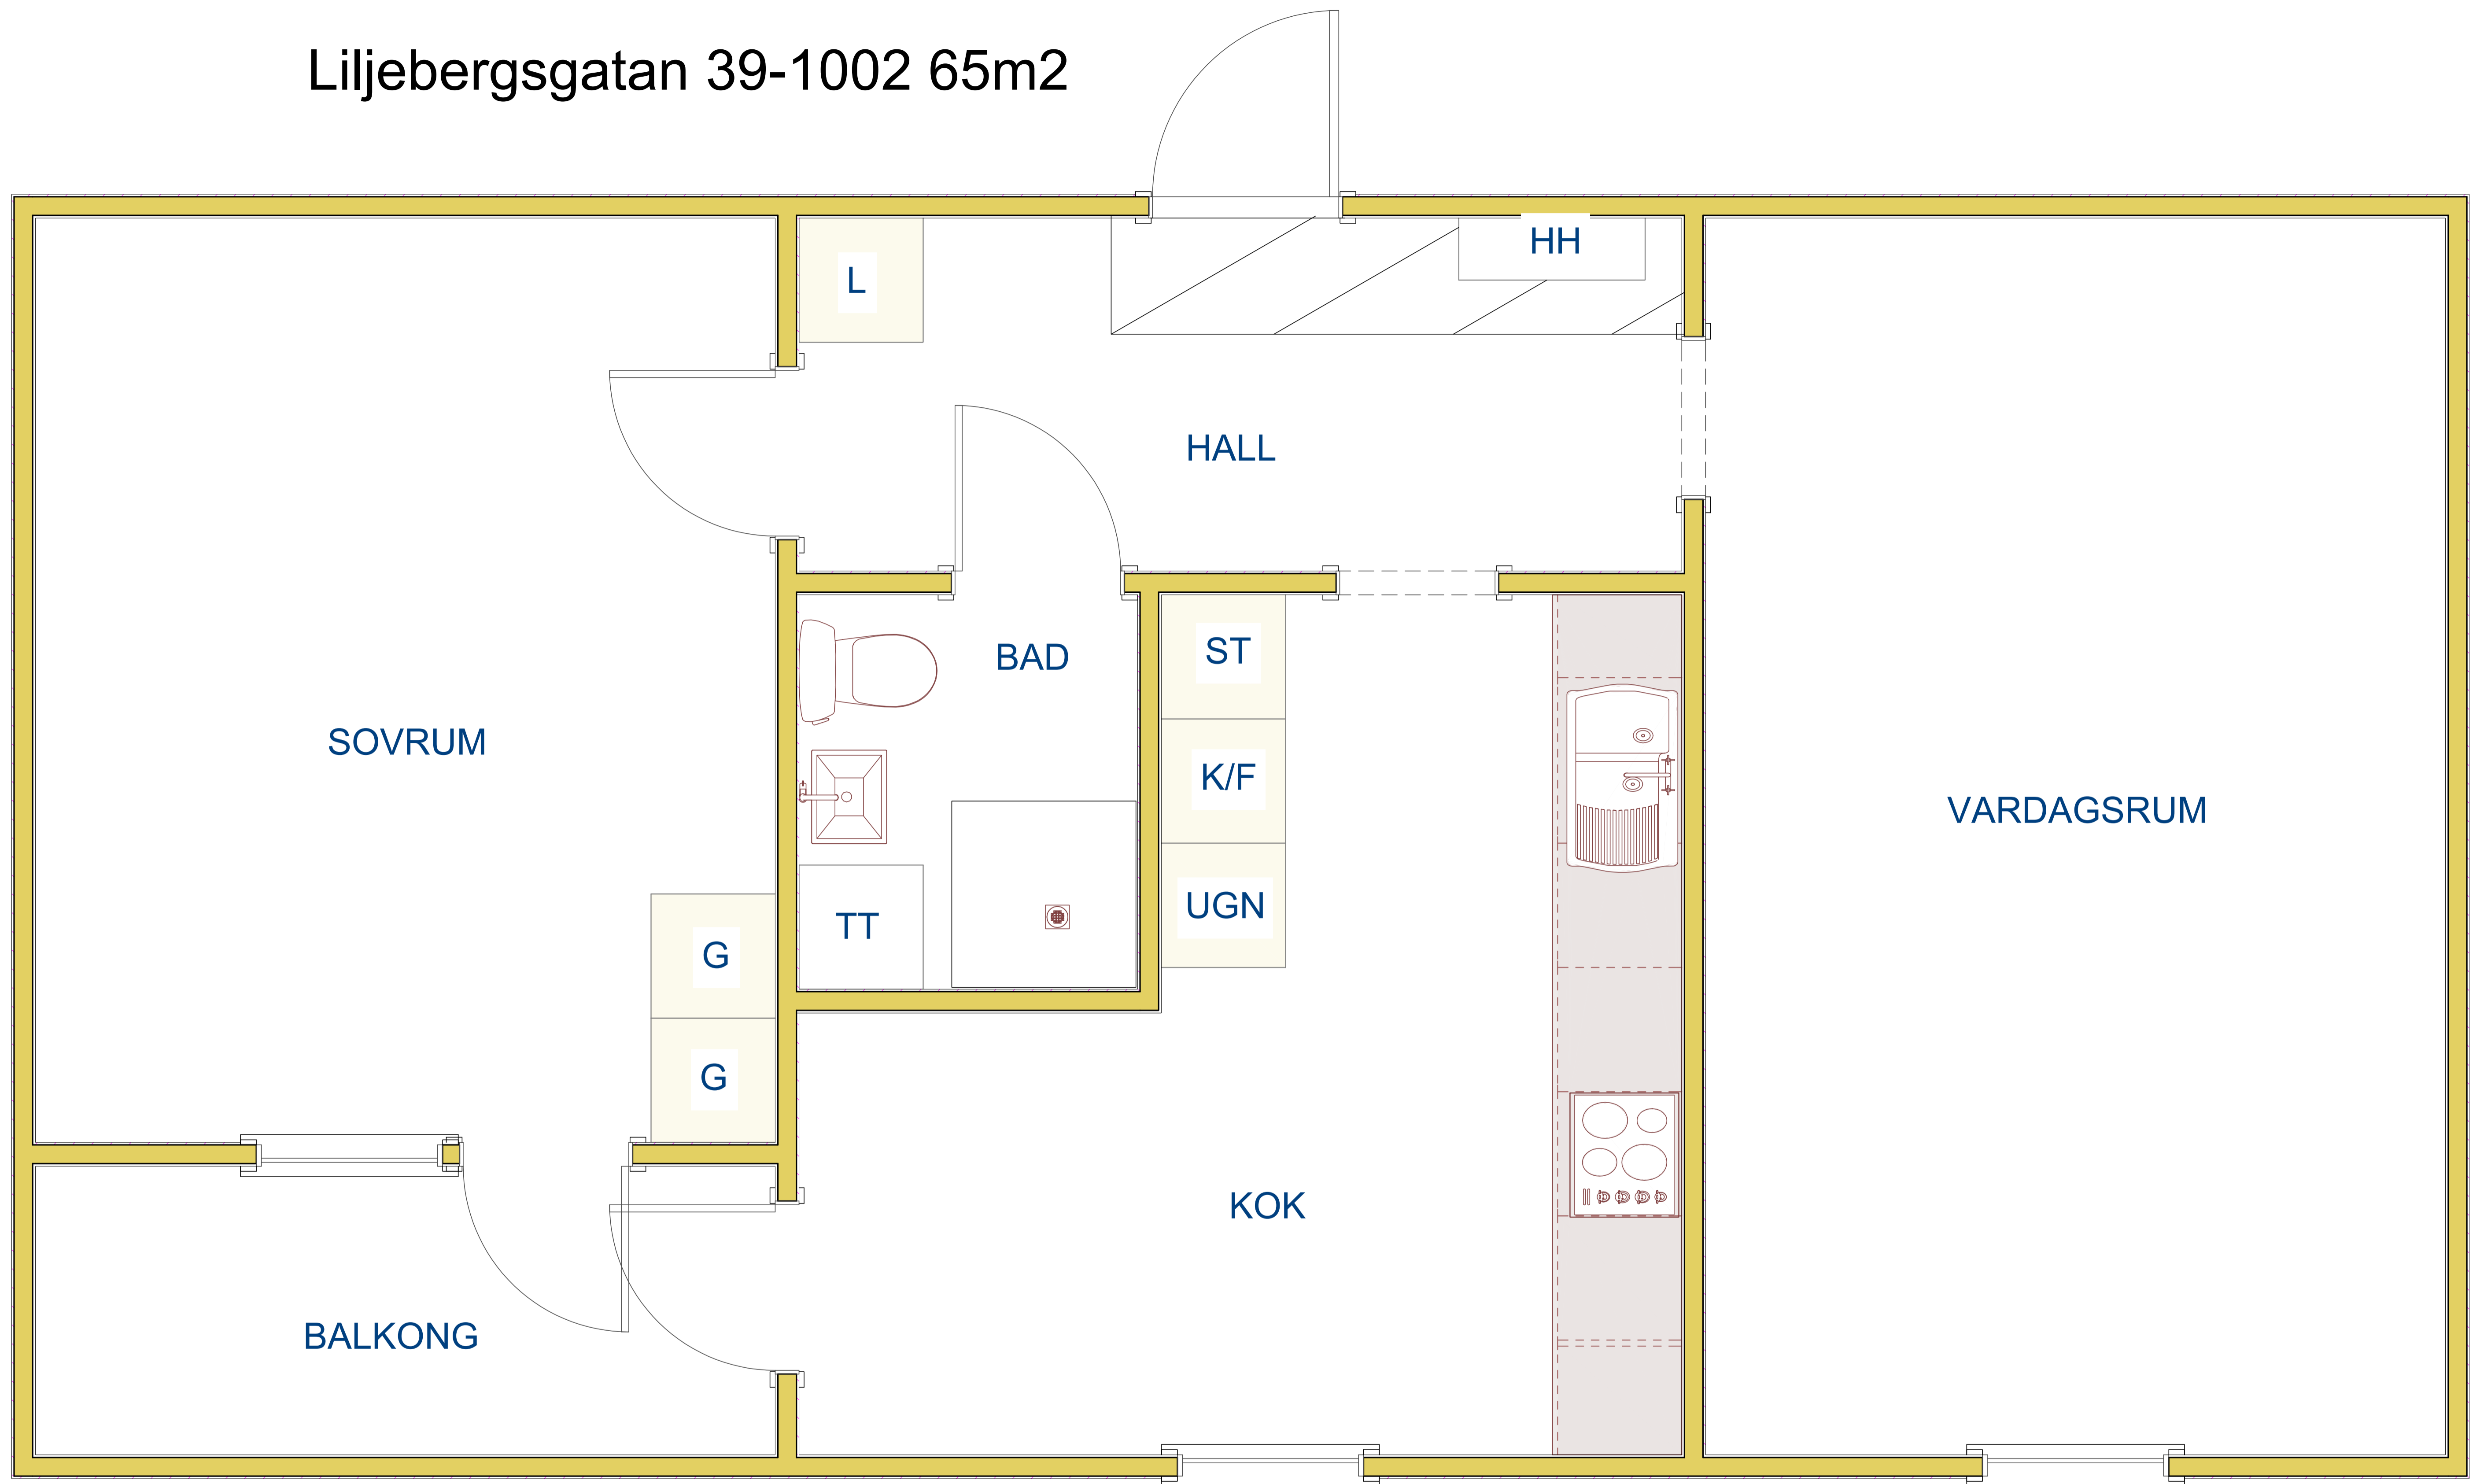 Liljebergsgatan 39-1002 65m2
HH
L
HALL
ST
BAD
SOVRUM
K/F
VARDAGSRUM
UGN
TT
G
G
KOK
BALKONG